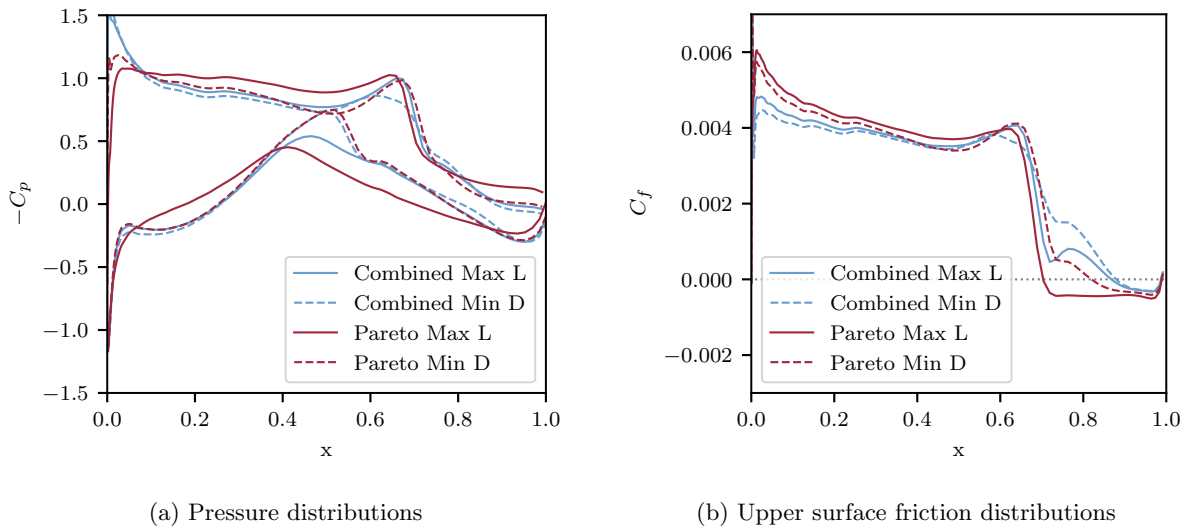 1.5
1.0
0.5
0.0
−0.5
−1.0
−1.5
−C_p
0.0 0.2 0.4 0.6 0.8 1.0
x
Combined Max L
Combined Min D
Pareto Max L
Pareto Min D
(a) Pressure distributions
0.006
0.004
0.002
0.000
−0.002
C_f
0.0 0.2 0.4 0.6 0.8 1.0
x
Combined Max L
Combined Min D
Pareto Max L
Pareto Min D
(b) Upper surface friction distributions